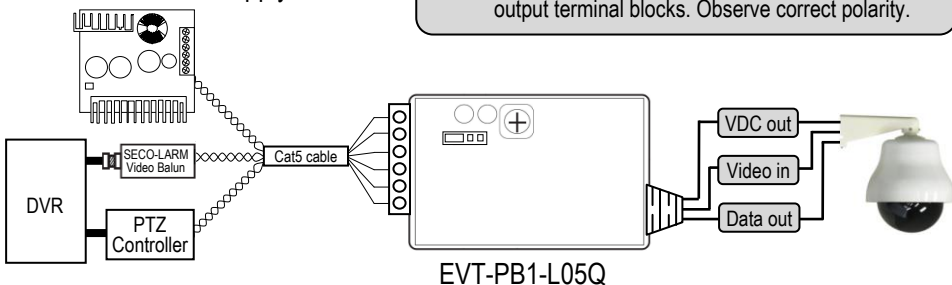 output terminal blocks. Observe correct polarity.
DVR
SECO-LARM
Video Balun
PTZ
Controller
Cat5 cable
VDC out
Video in
Data out
EVT-PB1-L05Q